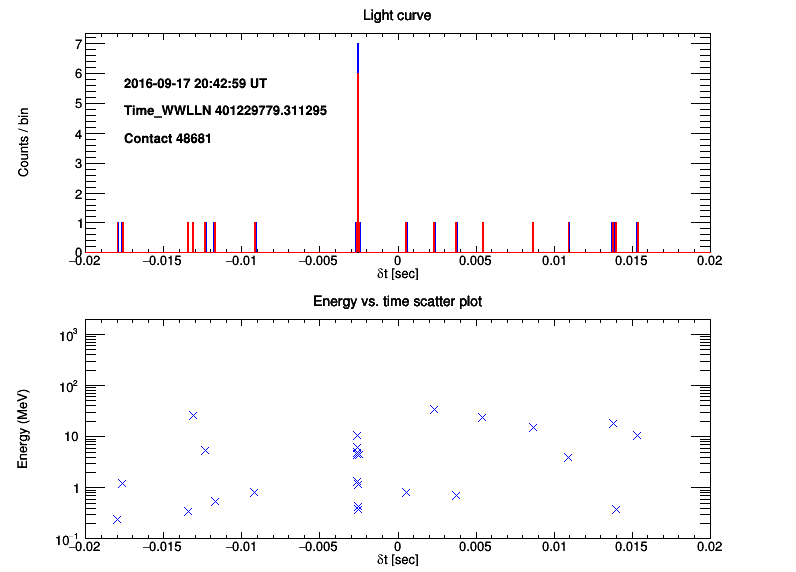 Light curve
7
6
5
4
3
2
1
0
Counts / bin
2016-09-17 20:42:59 UT
Time_WWLLN 401229779.311295
Contact 48681
−0.02 −0.015 −0.01 −0.005 0 0.005 0.01 0.015 0.02
δt [sec]
Energy vs. time scatter plot
10³
10²
10
1
10⁻¹
Energy (MeV)
−0.02 −0.015 −0.01 −0.005 0 0.005 0.01 0.015 0.02
δt [sec]